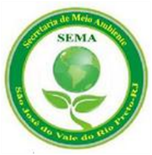 Secretaria de Meio Ambiente
SEMA
São José do Vale do Rio Preto-RJ